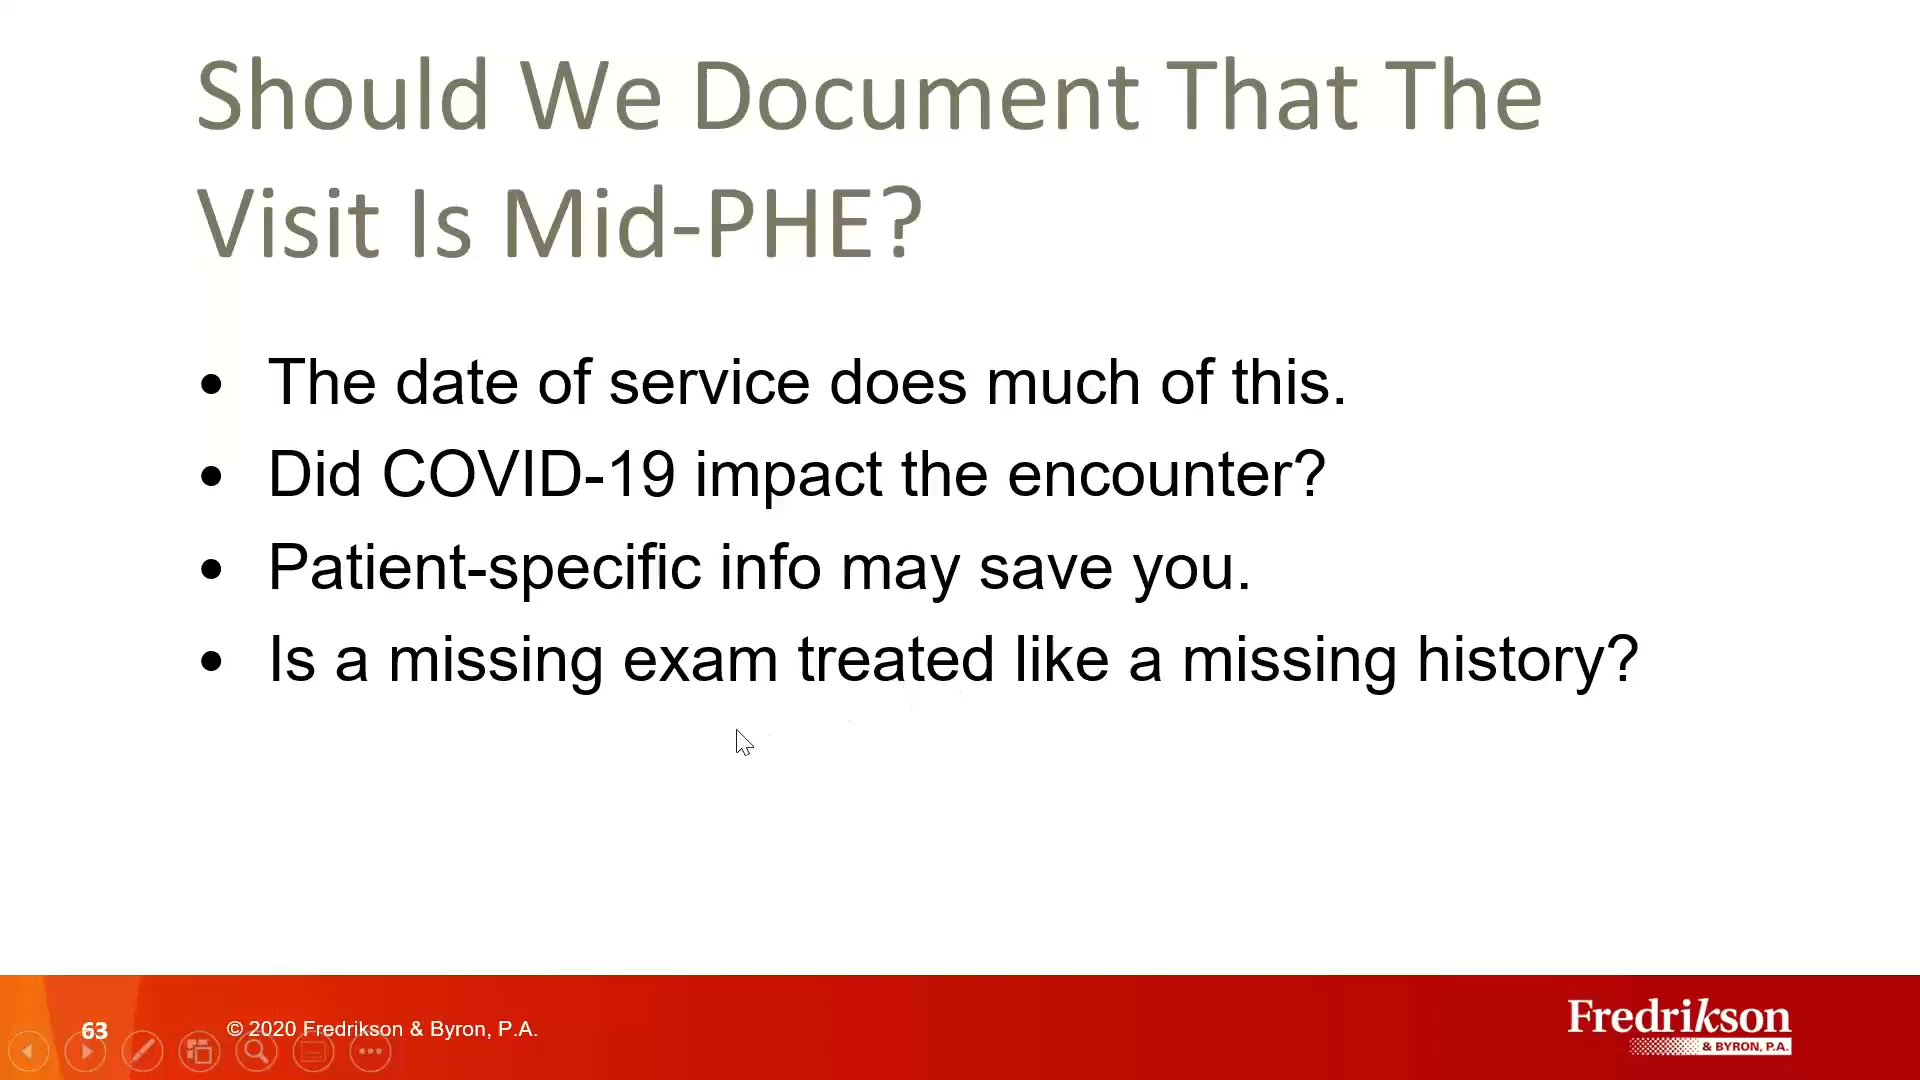 Should We Document That The
Visit Is Mid-PHE?
• The date of service does much of this.
• Did COVID-19 impact the encounter?
• Patient-specific info may save you.
• Is a missing exam treated like a missing history?
63
© 2020 Fredrikson & Byron, P.A.
Fredrikson
& BYRON, P.A.